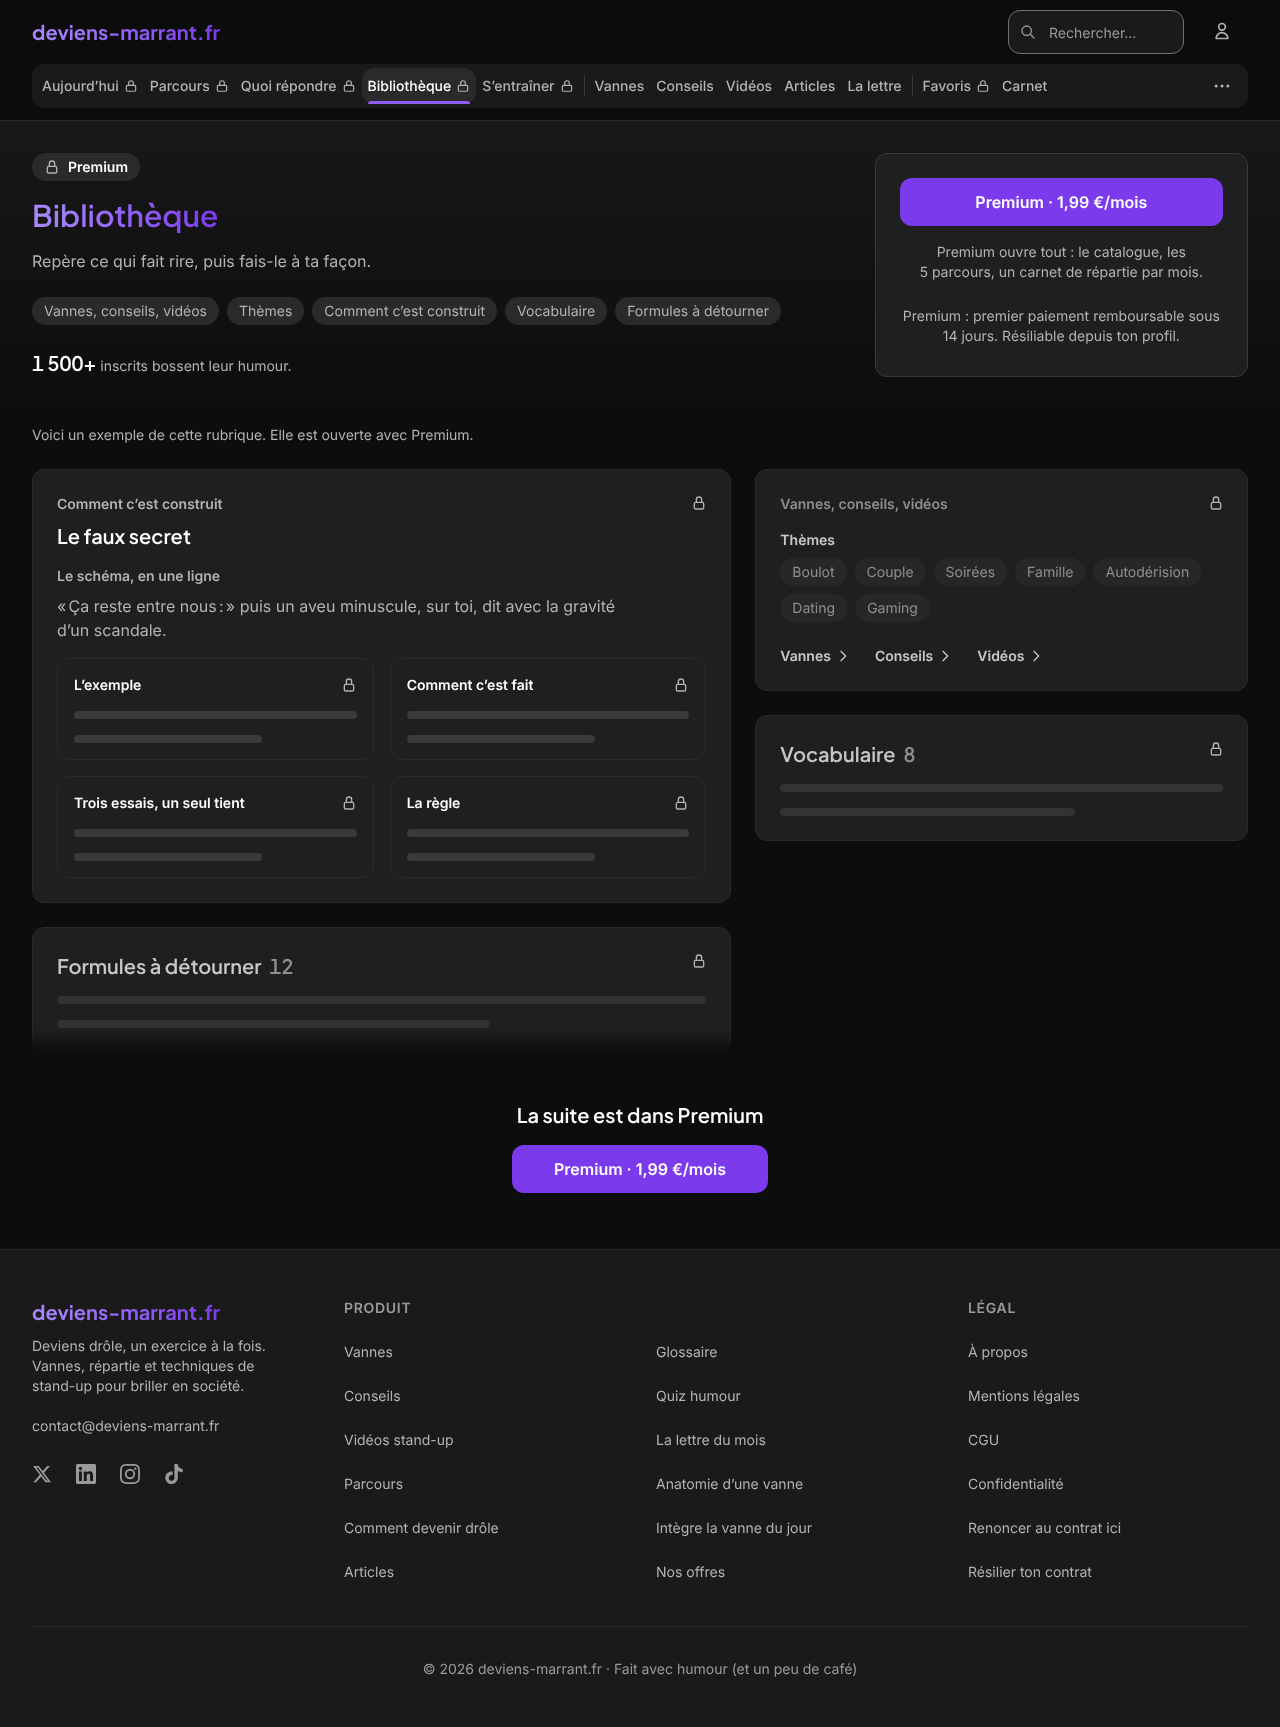 deviens-marrant.fr
Rechercher...
Aujourd’hui
Parcours
Quoi répondre
Bibliothèque
S’entraîner
Vannes
Conseils
Vidéos
Articles
La lettre
Favoris
Carnet
Premium
Bibliothèque
Repère ce qui fait rire, puis fais-le à ta façon.
Vannes, conseils, vidéos
Thèmes
Comment c’est construit
Vocabulaire
Formules à détourner
1 500+ inscrits bossent leur humour.
Premium · 1,99 €/mois
Premium ouvre tout : le catalogue, les
5 parcours, un carnet de répartie par mois.
Premium : premier paiement remboursable sous
14 jours. Résiliable depuis ton profil.
Voici un exemple de cette rubrique. Elle est ouverte avec Premium.
Comment c’est construit
Le faux secret
Le schéma, en une ligne
« Ça reste entre nous : » puis un aveu minuscule, sur toi, dit avec la gravité
d’un scandale.
L’exemple
Comment c’est fait
Trois essais, un seul tient
La règle
Vannes, conseils, vidéos
Thèmes
Boulot
Couple
Soirées
Famille
Autodérision
Dating
Gaming
Vannes
Conseils
Vidéos
Vocabulaire 8
Formules à détourner 12
La suite est dans Premium
Premium · 1,99 €/mois
deviens-marrant.fr
Deviens drôle, un exercice à la fois.
Vannes, répartie et techniques de
stand-up pour briller en société.
contact@deviens-marrant.fr
PRODUIT
Vannes
Conseils
Vidéos stand-up
Parcours
Comment devenir drôle
Articles
Glossaire
Quiz humour
La lettre du mois
Anatomie d’une vanne
Intègre la vanne du jour
Nos offres
LÉGAL
À propos
Mentions légales
CGU
Confidentialité
Renoncer au contrat ici
Résilier ton contrat
© 2026 deviens-marrant.fr · Fait avec humour (et un peu de café)